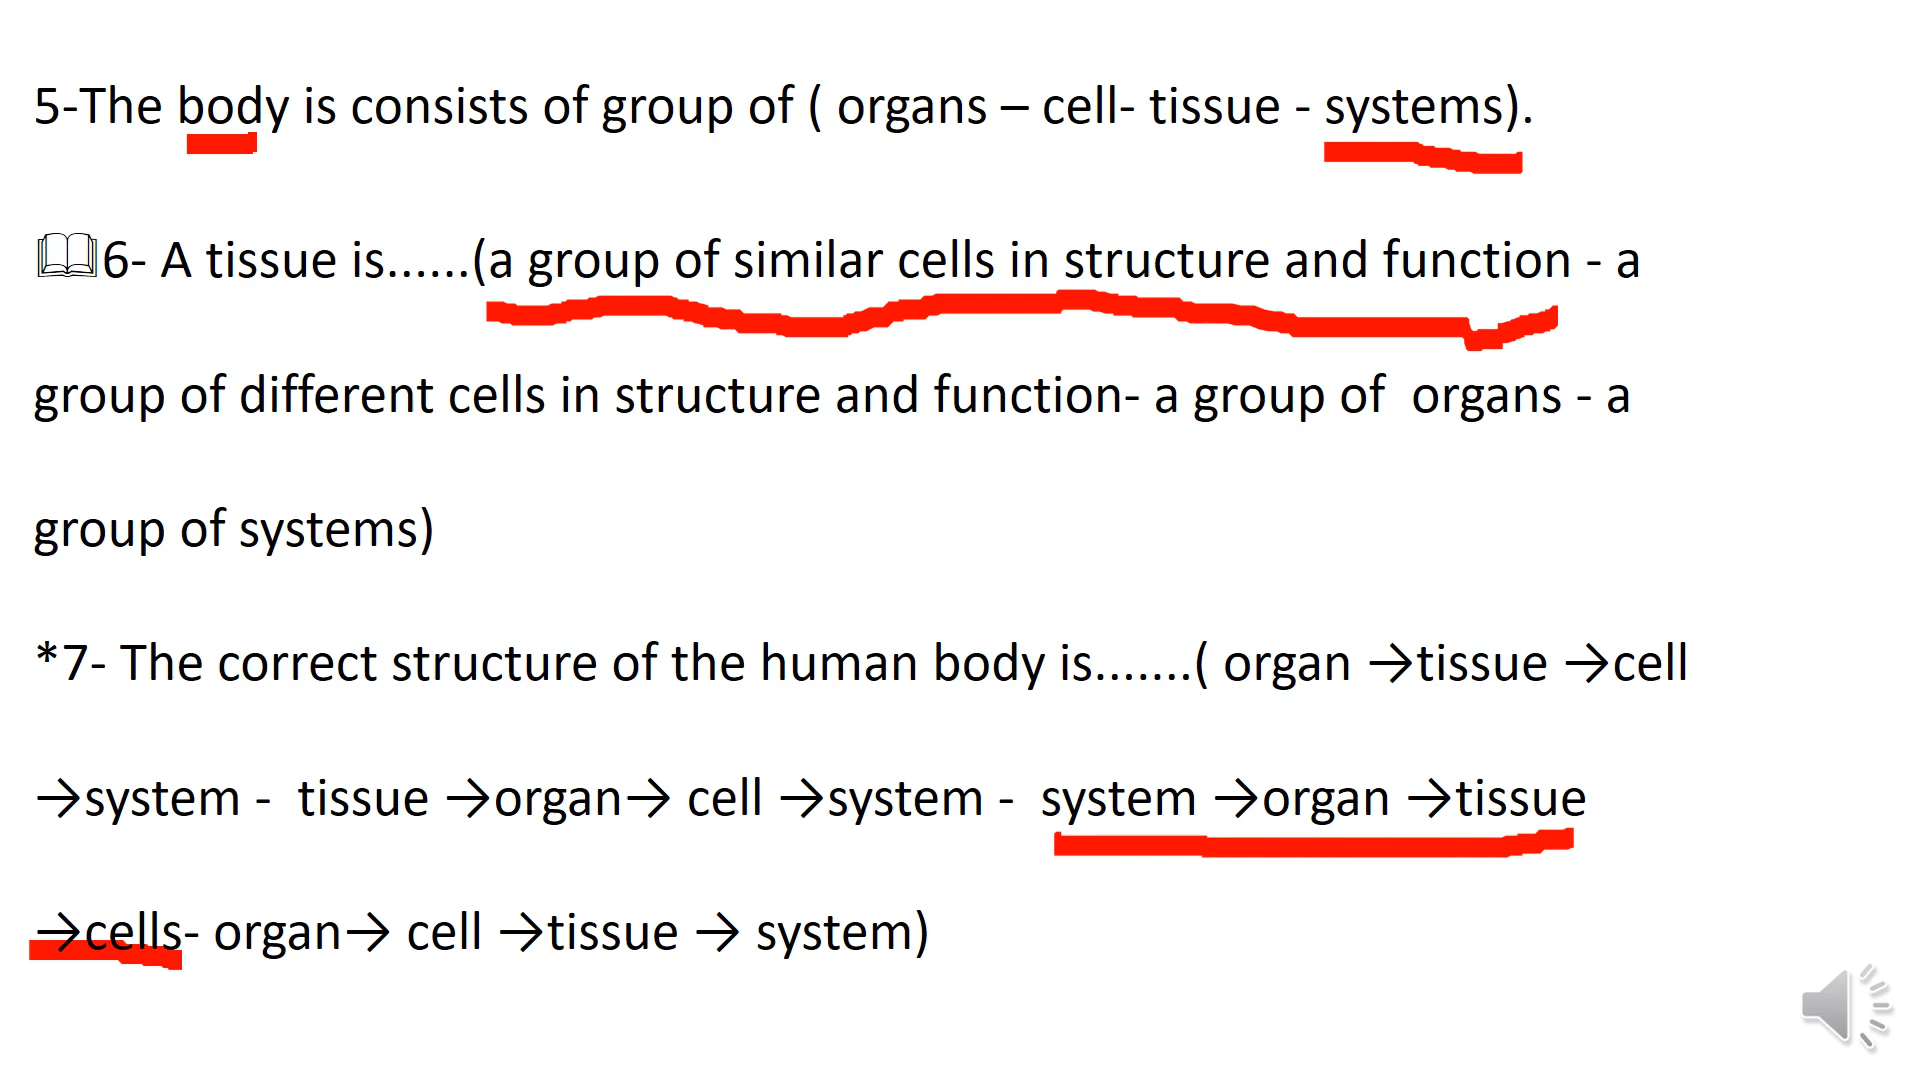 5-The body is consists of group of ( organs – cell- tissue - systems).
📖6- A tissue is......(a group of similar cells in structure and function - a
group of different cells in structure and function- a group of  organs - a
group of systems)
*7- The correct structure of the human body is.......( organ →tissue →cell
→system -  tissue →organ→ cell →system -  system →organ →tissue
→cells- organ→ cell →tissue → system)